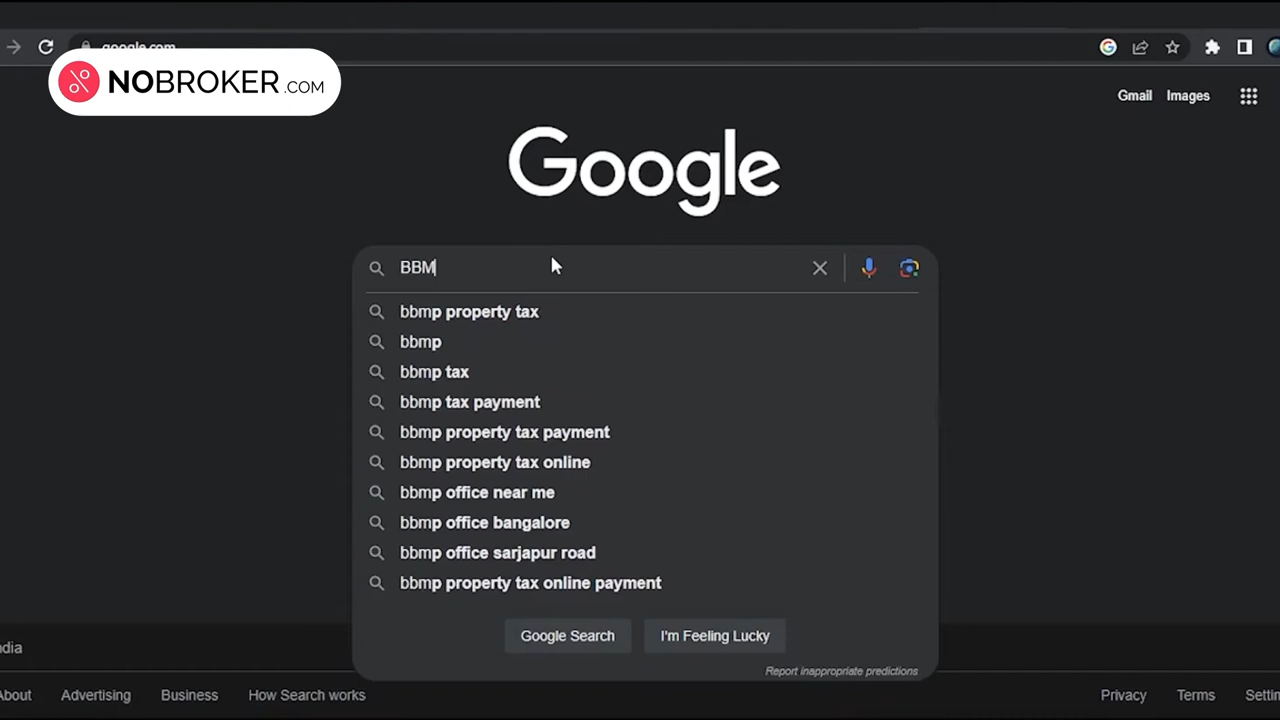 google.com
NOBROKER.COM
Gmail Images
Google
BBM
bbmp property tax
bbmp
bbmp tax
bbmp tax payment
bbmp property tax payment
bbmp property tax online
bbmp office near me
bbmp office bangalore
bbmp office sarjapur road
bbmp property tax online payment
Google Search I'm Feeling Lucky
Report inappropriate predictions
ndia
About Advertising Business How Search works Privacy Terms Settin